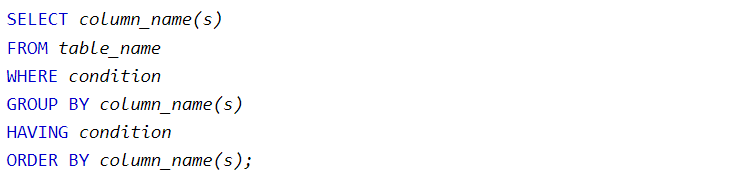 SELECT column_name(s)
FROM table_name
WHERE condition
GROUP BY column_name(s)
HAVING condition
ORDER BY column_name(s);